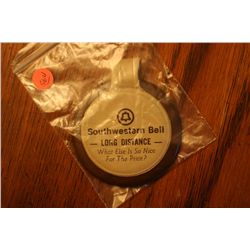 Southwestern Bell
LONG DISTANCE
What Else Is So Nice
For The Price?